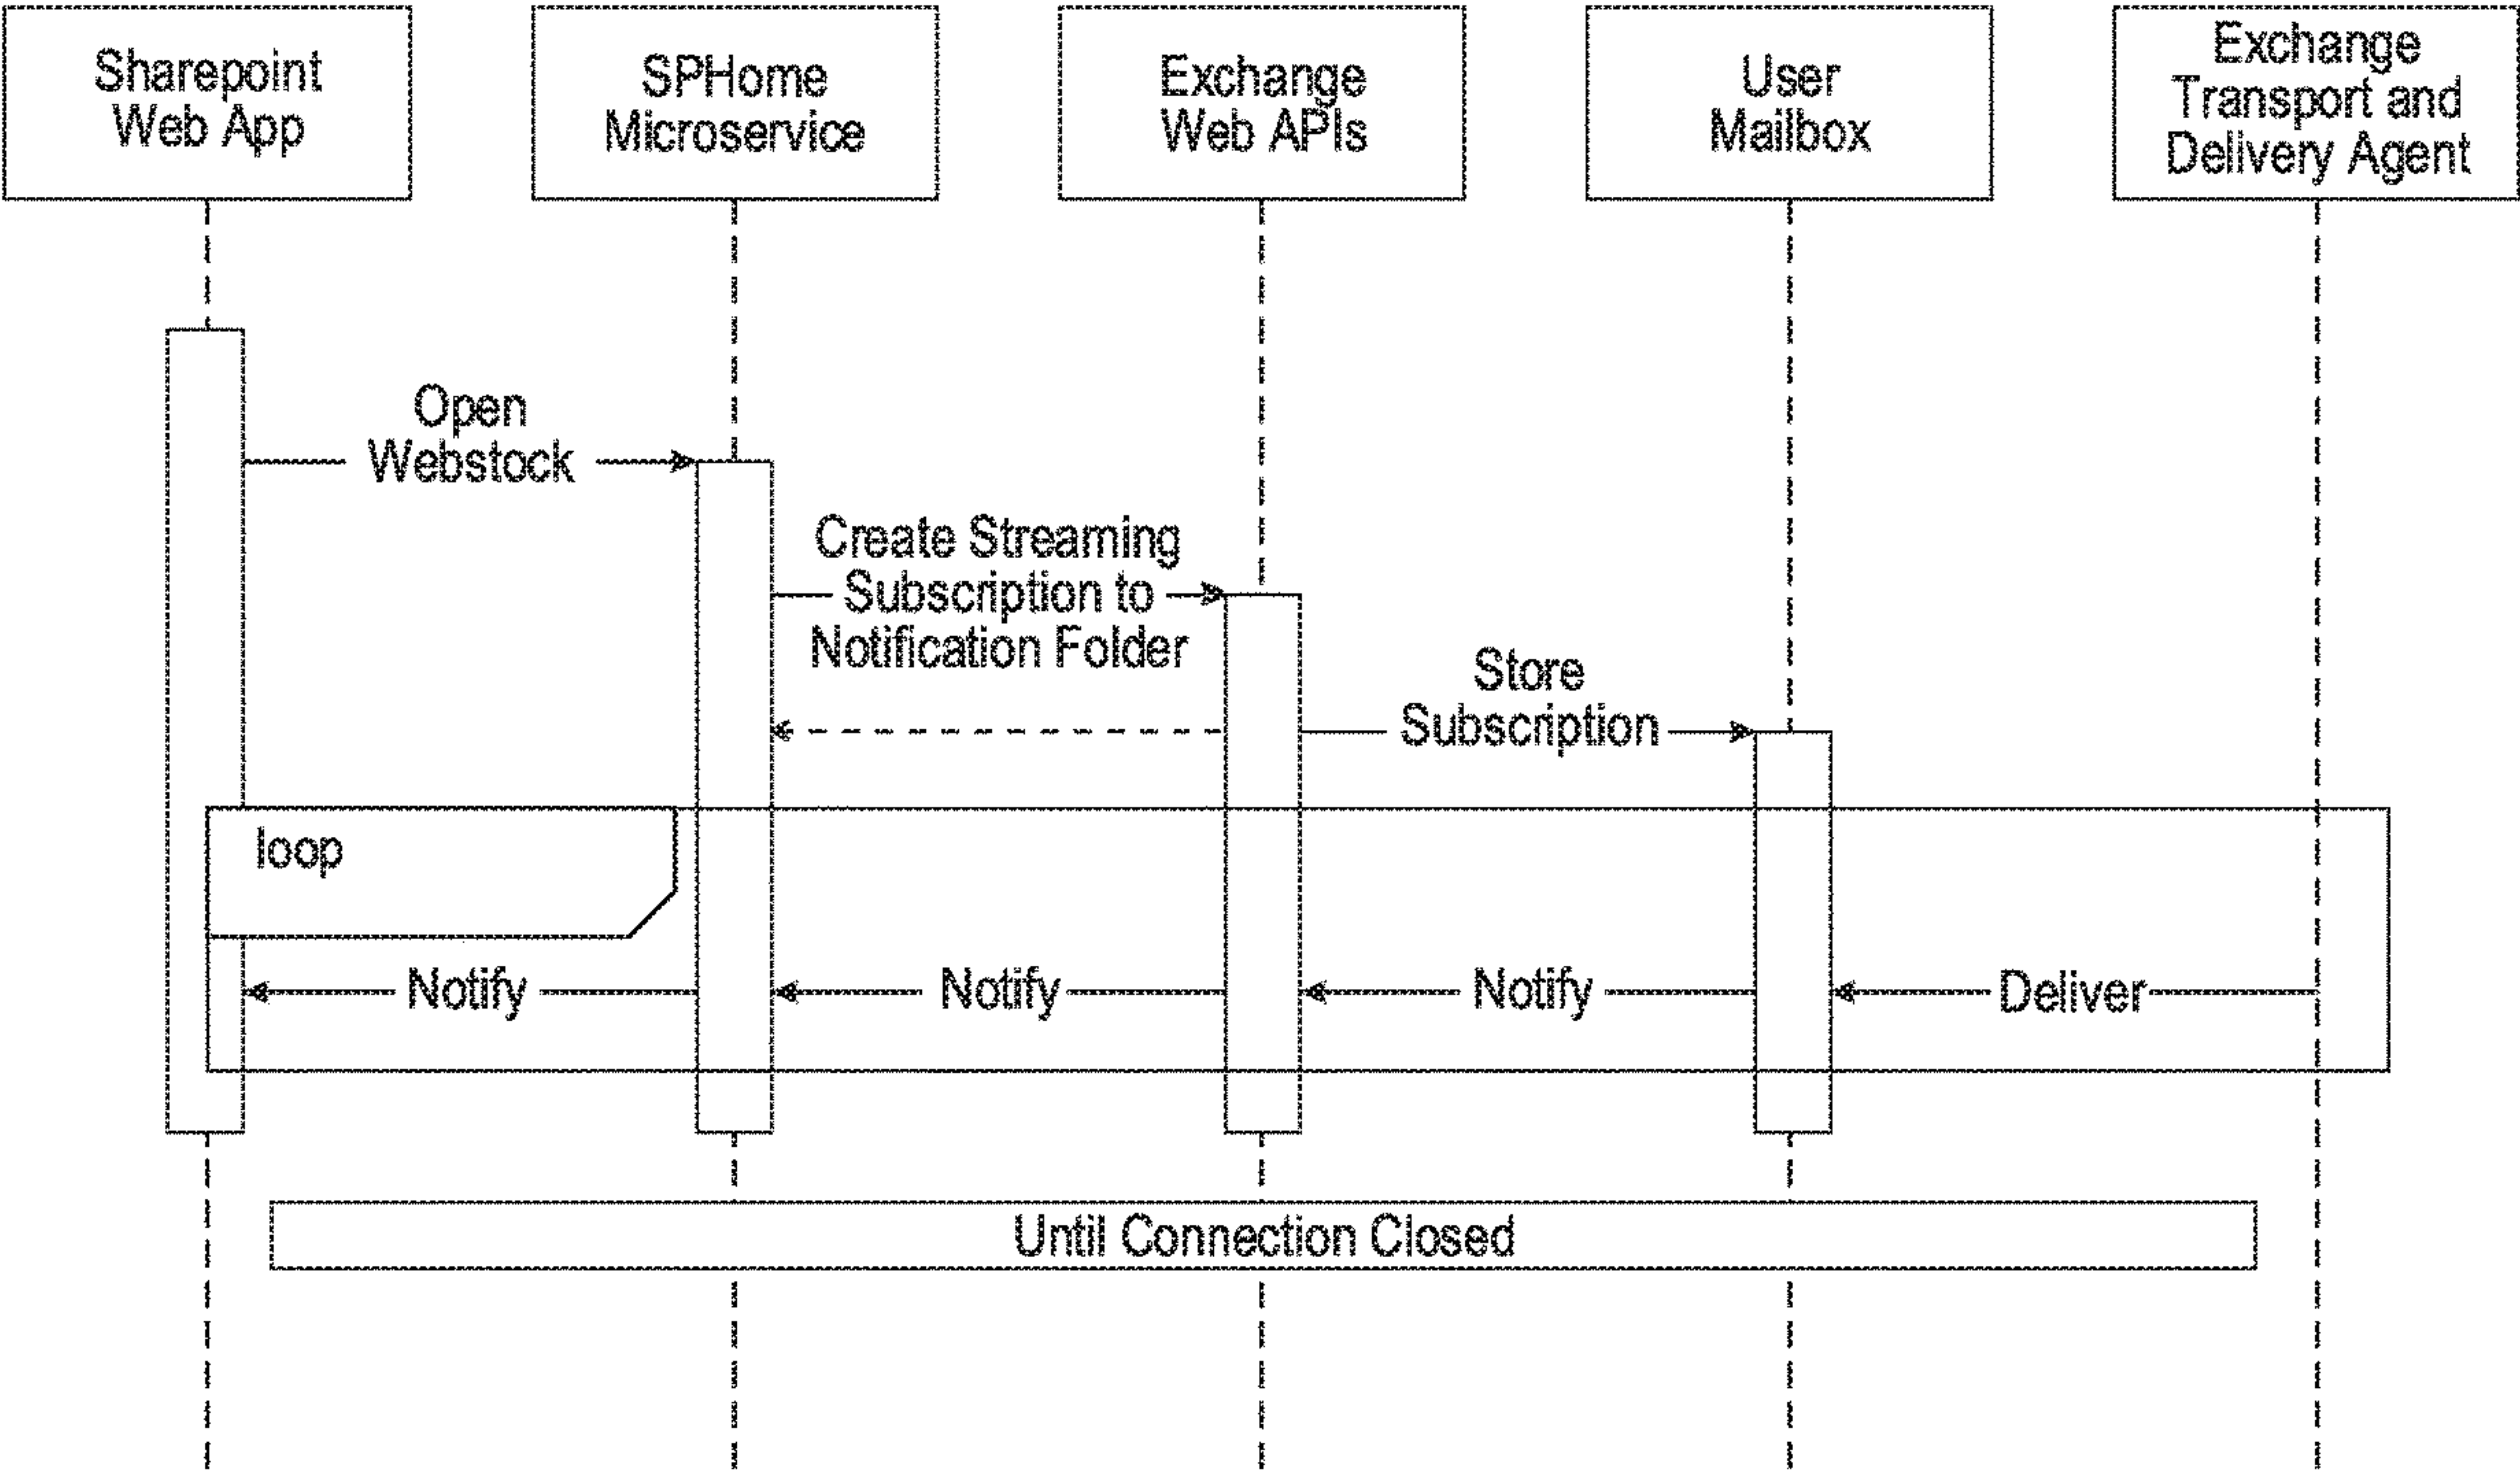 Sharepoint
Web App
SPHome
Microservice
Exchange
Web APIs
User
Mailbox
Exchange
Transport and
Delivery Agent
Open
Webstock
Create Streaming
Subscription to
Notification Folder
Store
Subscription
loop
Notify
Notify
Notify
Deliver
Until Connection Closed